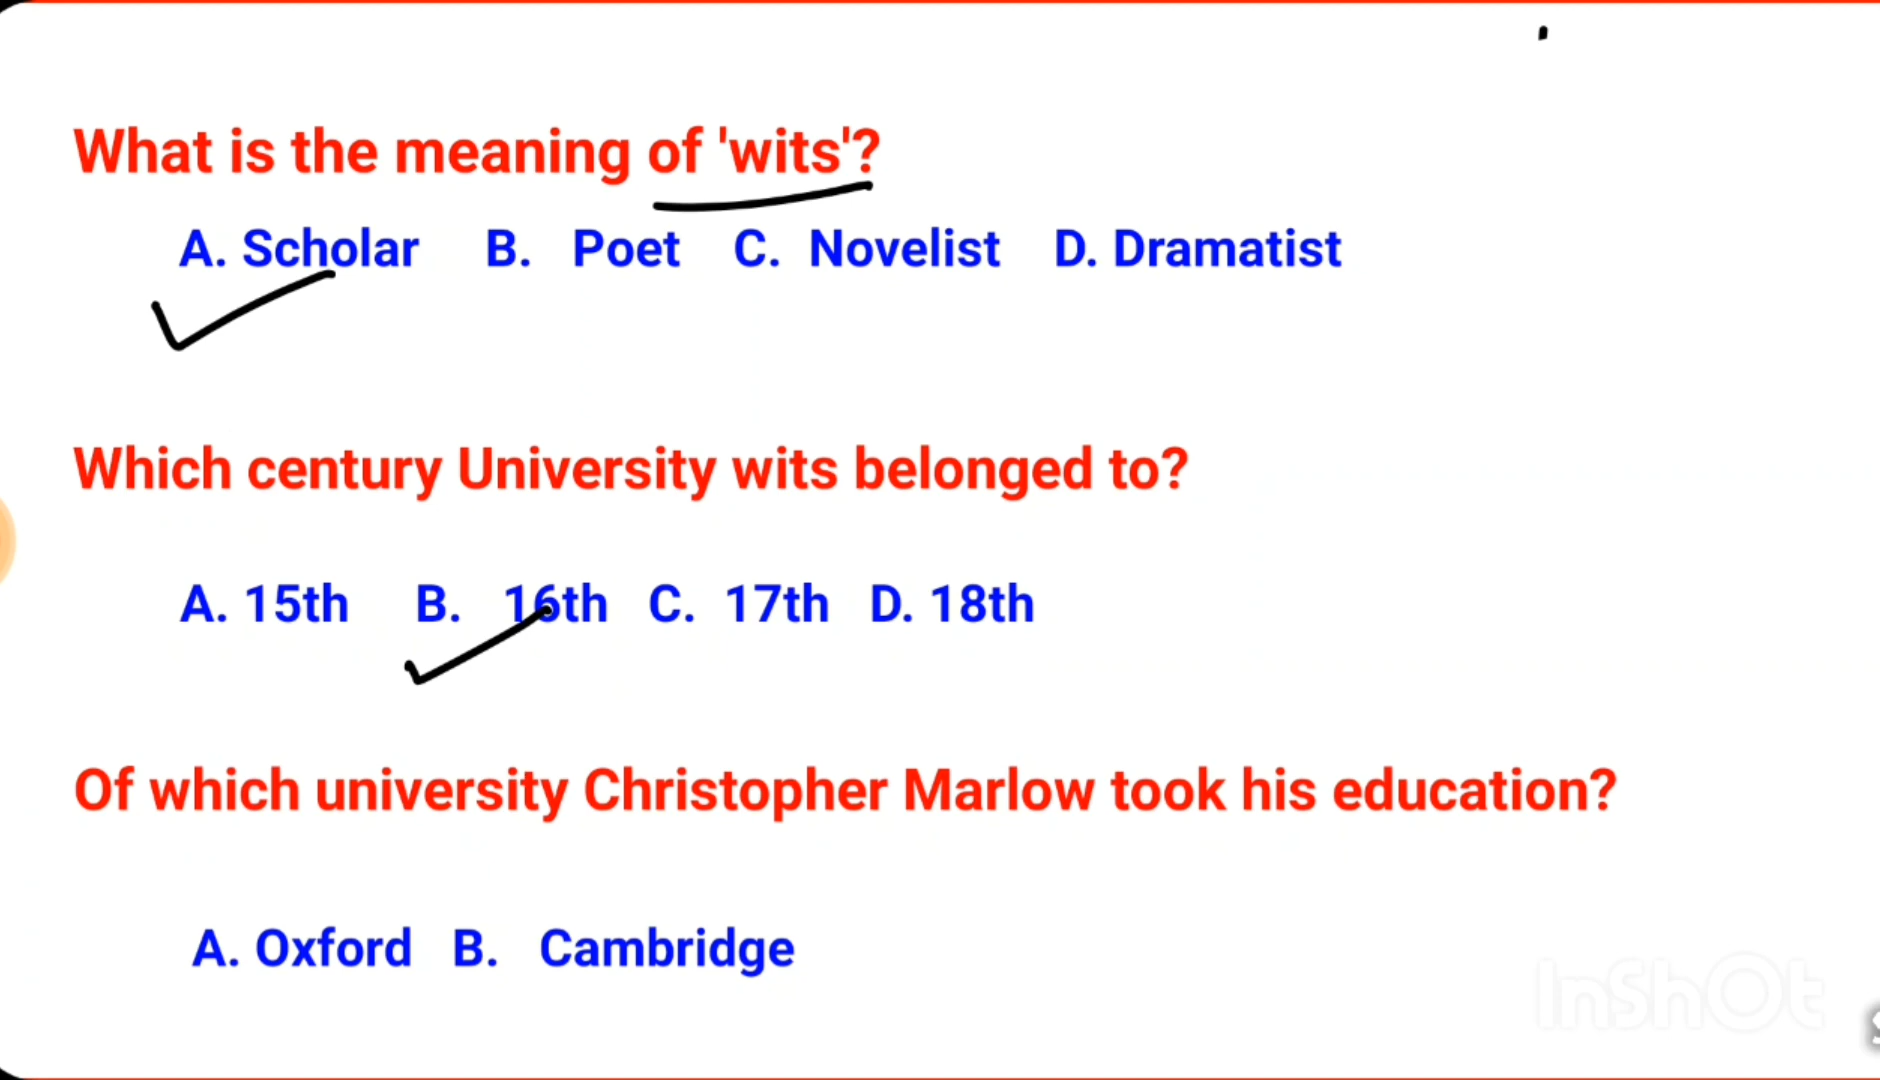 What is the meaning of 'wits'?
A. Scholar B. Poet C. Novelist D. Dramatist
Which century University wits belonged to?
A. 15th B. 16th C. 17th D. 18th
Of which university Christopher Marlow took his education?
A. Oxford B. Cambridge
InShOt